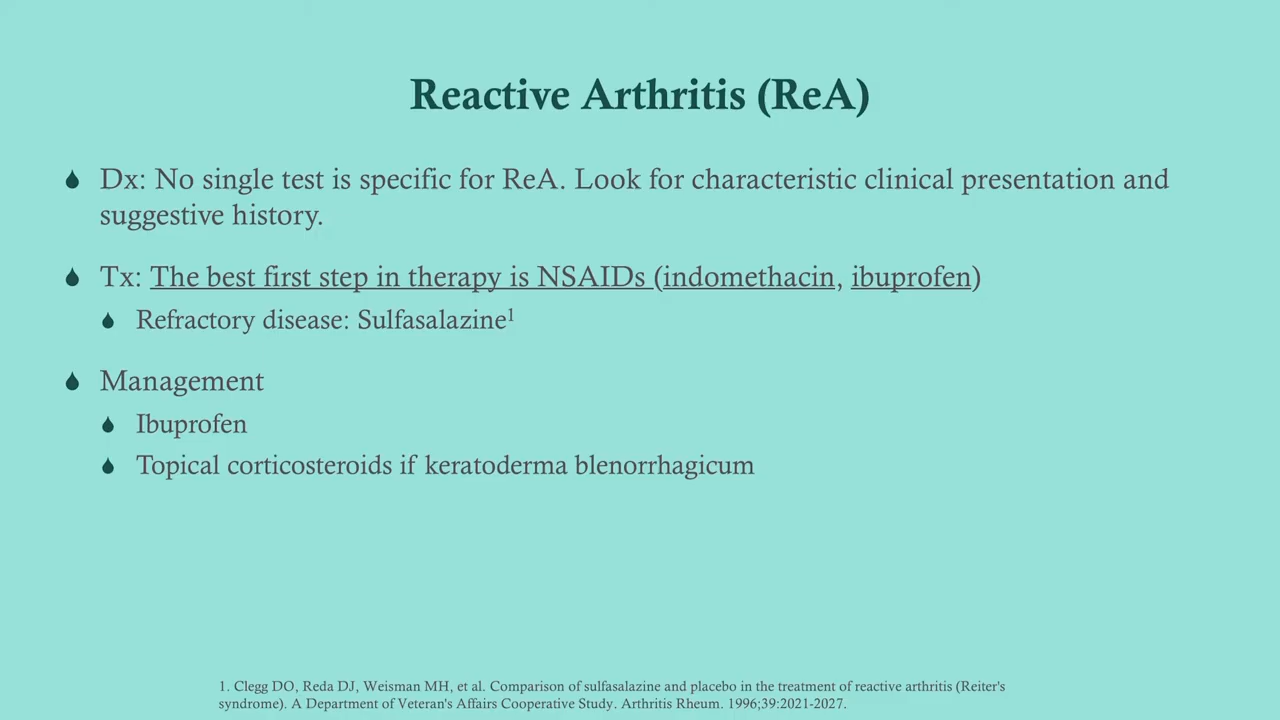 Reactive Arthritis (ReA)
Dx: No single test is specific for ReA. Look for characteristic clinical presentation and
suggestive history.
Tx: The best first step in therapy is NSAIDs (indomethacin, ibuprofen)
Refractory disease: Sulfasalazine¹
Management
Ibuprofen
Topical corticosteroids if keratoderma blenorrhagicum
1. Clegg DO, Reda DJ, Weisman MH, et al. Comparison of sulfasalazine and placebo in the treatment of reactive arthritis (Reiter's
syndrome). A Department of Veteran's Affairs Cooperative Study. Arthritis Rheum. 1996;39:2021-2027.